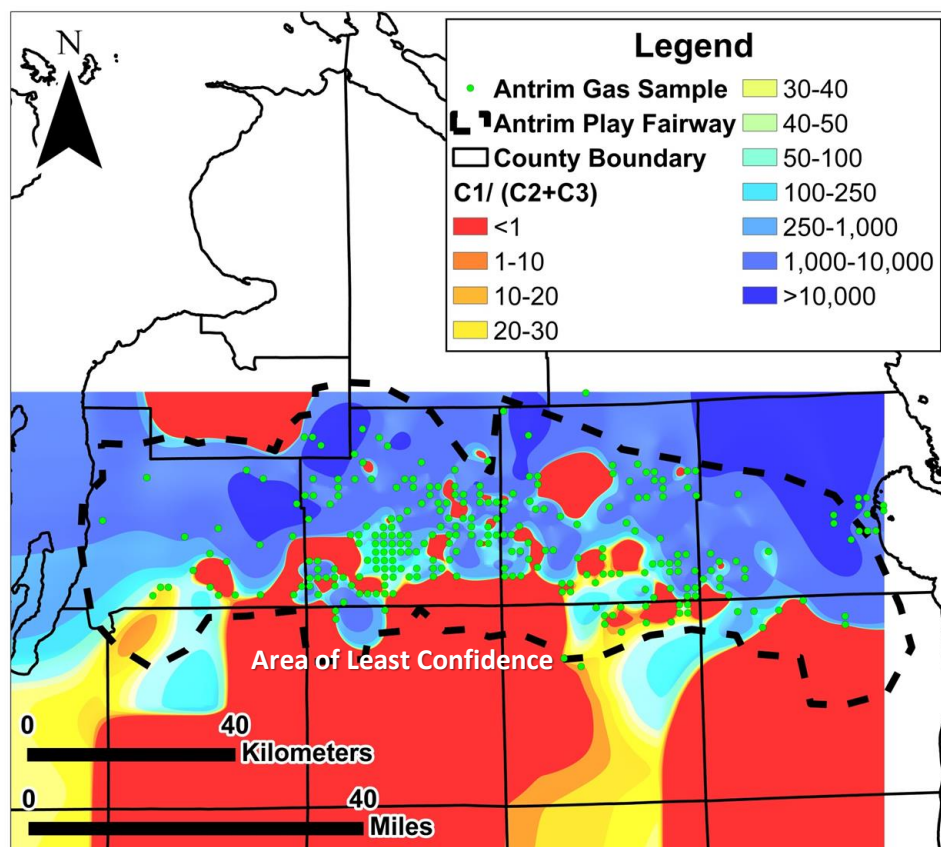 N
Legend
Antrim Gas Sample
Antrim Play Fairway
County Boundary
C1/ (C2+C3)
<1
1-10
10-20
20-30
30-40
40-50
50-100
100-250
250-1,000
1,000-10,000
>10,000
Area of Least Confidence
0 40
Kilometers
0 40
Miles